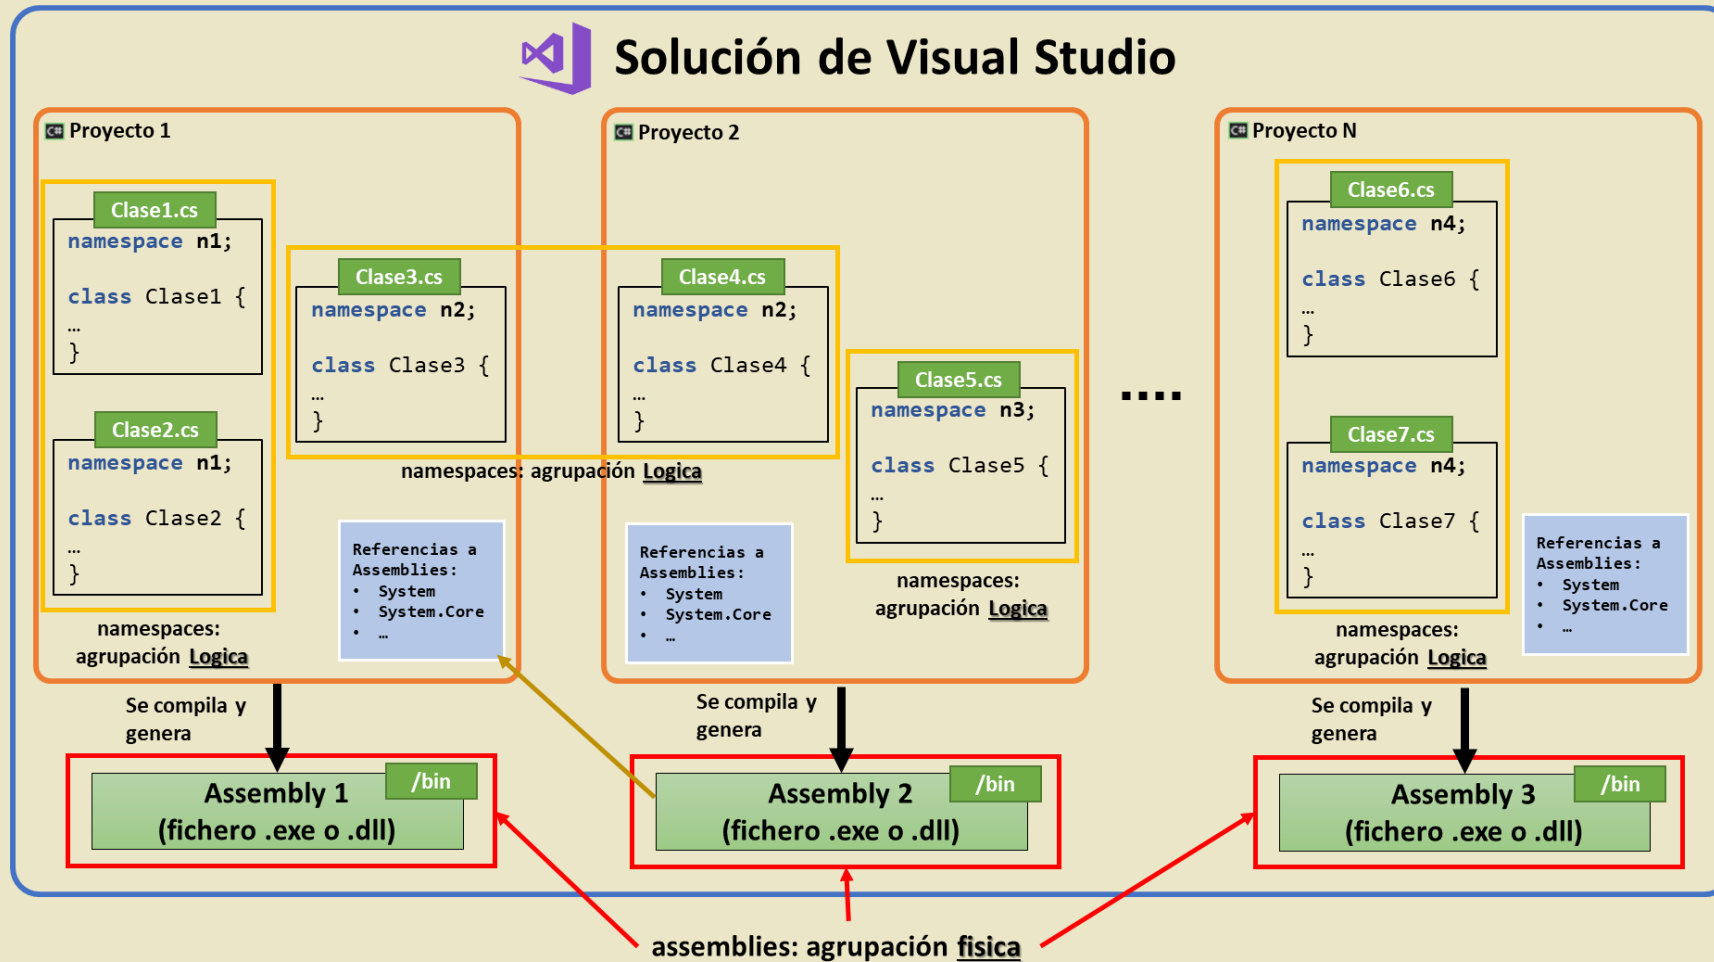 Solución de Visual Studio
C# Proyecto 1
Clase1.cs
namespace n1;
class Clase1 {
…
}
Clase2.cs
namespace n1;
class Clase2 {
…
}
namespaces:
agrupación Logica
Clase3.cs
namespace n2;
class Clase3 {
…
}
Referencias a
Assemblies:
• System
• System.Core
• …
C# Proyecto 2
Clase4.cs
namespace n2;
class Clase4 {
…
}
namespaces: agrupación Logica
Referencias a
Assemblies:
• System
• System.Core
• …
Clase5.cs
namespace n3;
class Clase5 {
…
}
namespaces:
agrupación Logica
....
C# Proyecto N
Clase6.cs
namespace n4;
class Clase6 {
…
}
Clase7.cs
namespace n4;
class Clase7 {
…
}
namespaces:
agrupación Logica
Referencias a
Assemblies:
• System
• System.Core
• …
Se compila y
genera
Assembly 1
(fichero .exe o .dll)
/bin
Se compila y
genera
Assembly 2
(fichero .exe o .dll)
/bin
Se compila y
genera
Assembly 3
(fichero .exe o .dll)
/bin
assemblies: agrupación fisica